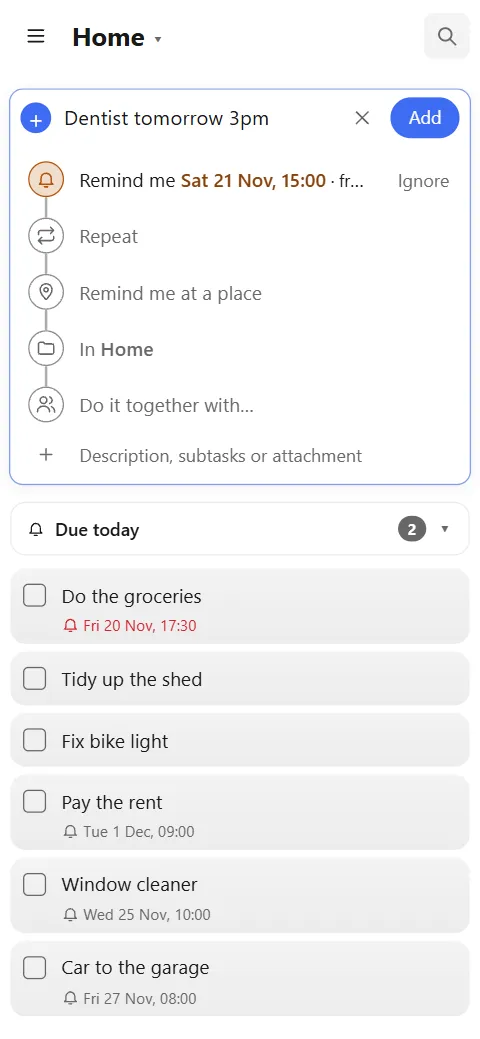 Home
Dentist tomorrow 3pm
Add
Remind me Sat 21 Nov, 15:00 · fr...
Ignore
Repeat
Remind me at a place
In Home
Do it together with...
Description, subtasks or attachment
Due today
2
Do the groceries
Fri 20 Nov, 17:30
Tidy up the shed
Fix bike light
Pay the rent
Tue 1 Dec, 09:00
Window cleaner
Wed 25 Nov, 10:00
Car to the garage
Fri 27 Nov, 08:00